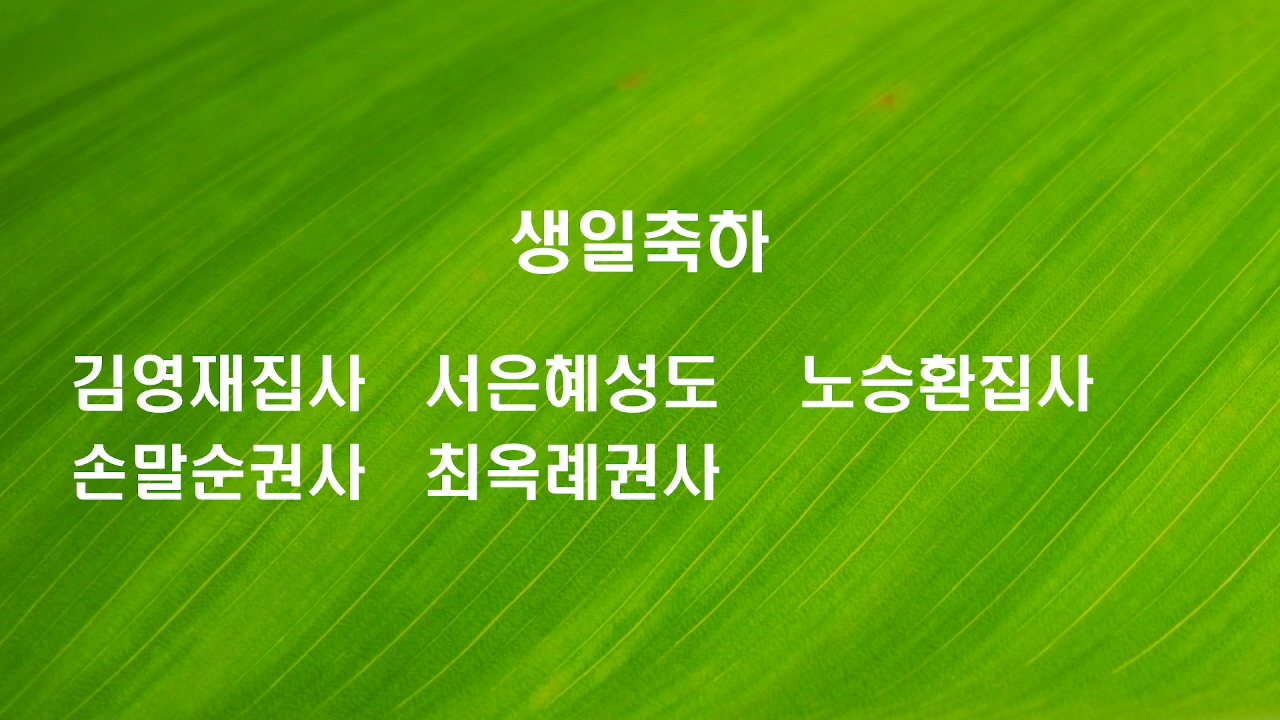 생일축하
김영재집사 서은혜성도 노승환집사
손말순권사 최옥례권사